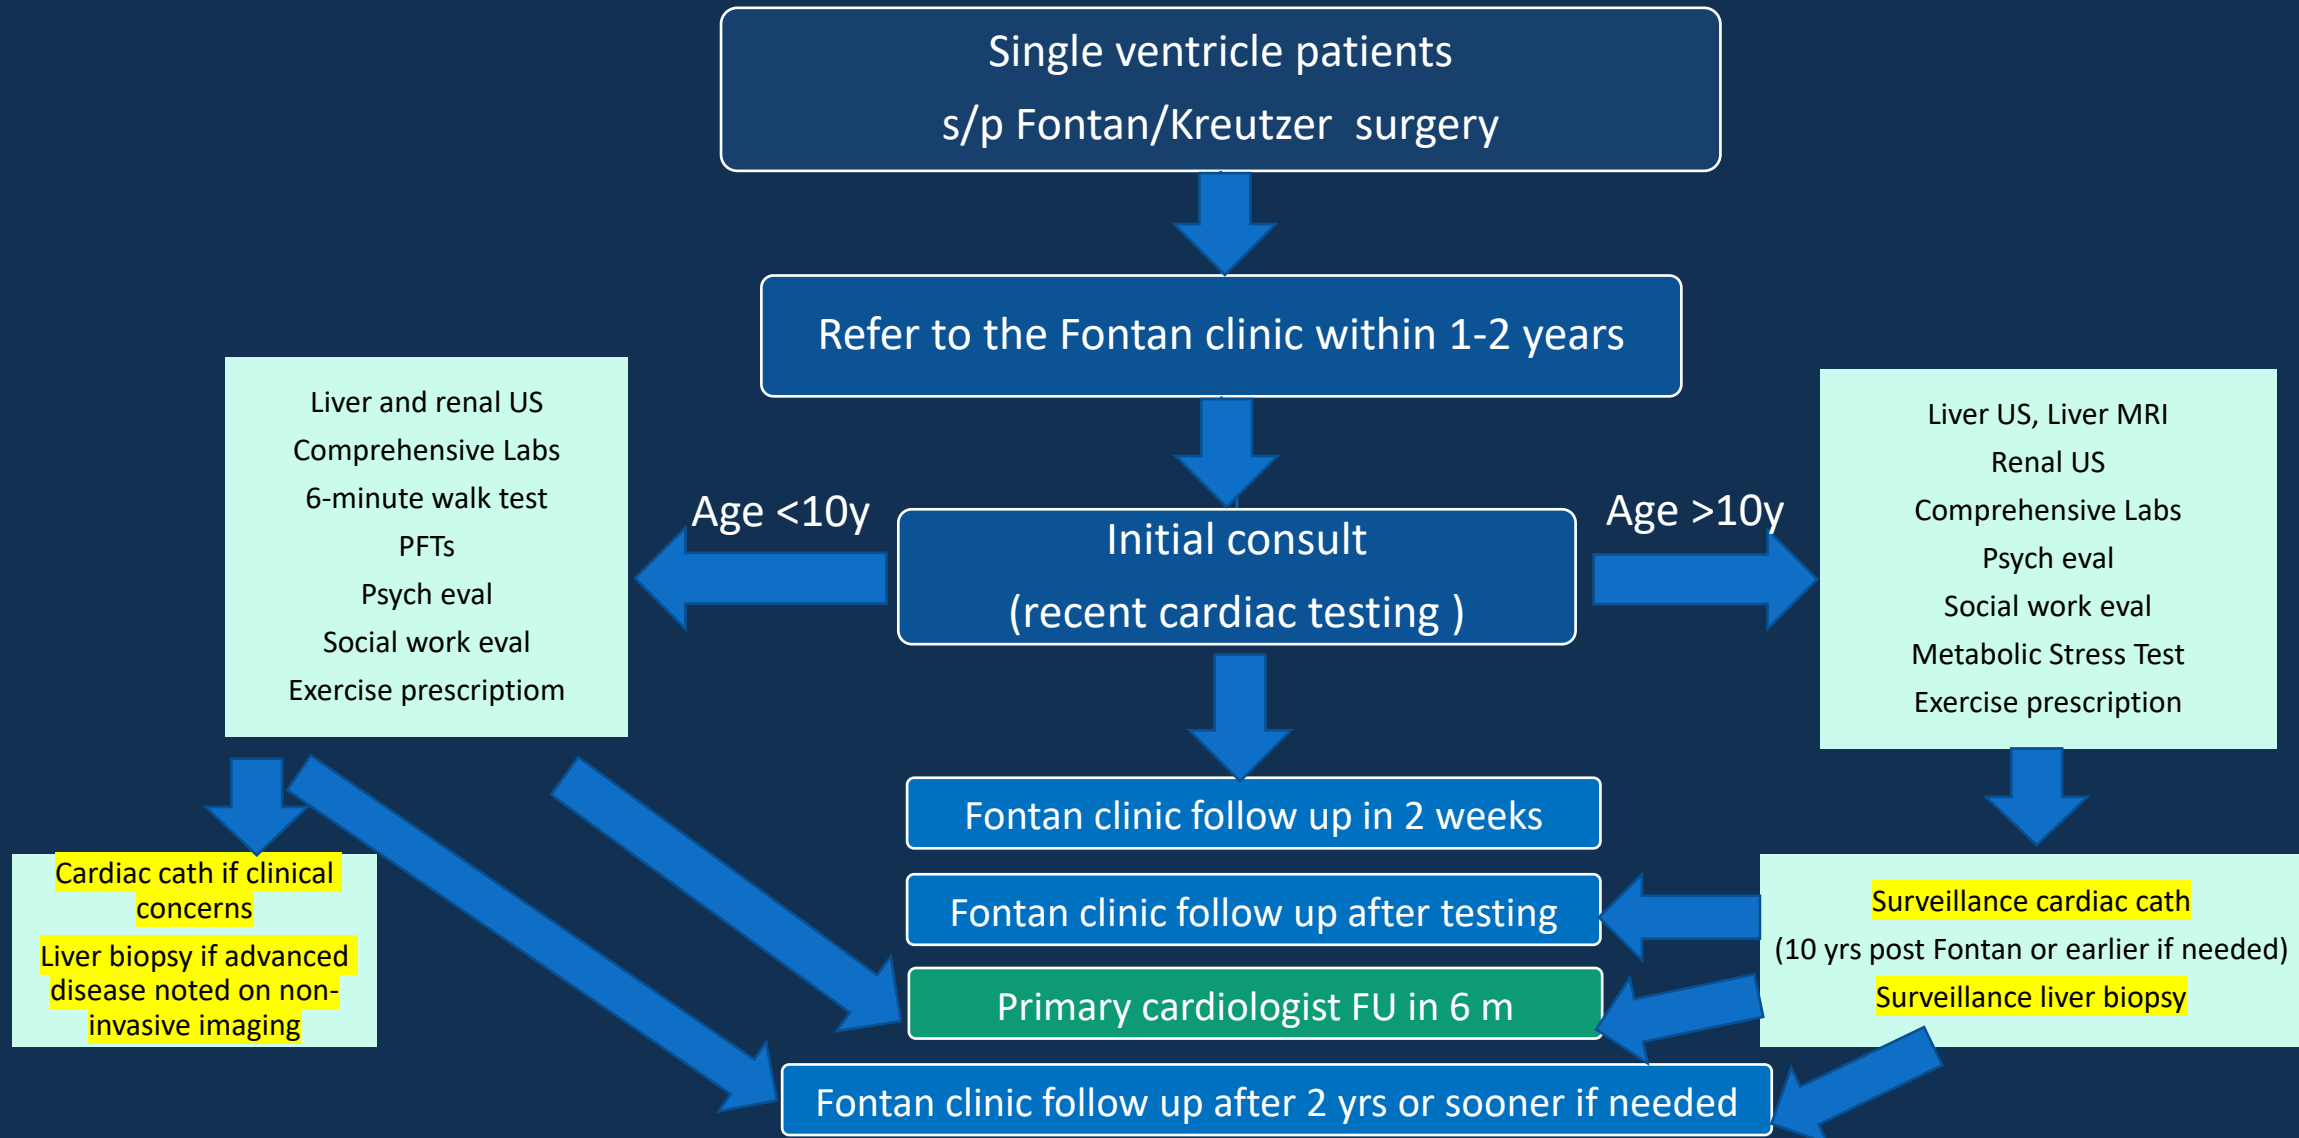 Single ventricle patients
s/p Fontan/Kreutzer surgery
Refer to the Fontan clinic within 1-2 years
Liver and renal US
Comprehensive Labs
6-minute walk test
PFTs
Psych eval
Social work eval
Exercise prescriptiom
Age <10y
Initial consult
(recent cardiac testing )
Age >10y
Liver US, Liver MRI
Renal US
Comprehensive Labs
Psych eval
Social work eval
Metabolic Stress Test
Exercise prescription
Cardiac cath if clinical
concerns
Liver biopsy if advanced
disease noted on non-
invasive imaging
Fontan clinic follow up in 2 weeks
Fontan clinic follow up after testing
Primary cardiologist FU in 6 m
Fontan clinic follow up after 2 yrs or sooner if needed
Surveillance cardiac cath
(10 yrs post Fontan or earlier if needed)
Surveillance liver biopsy